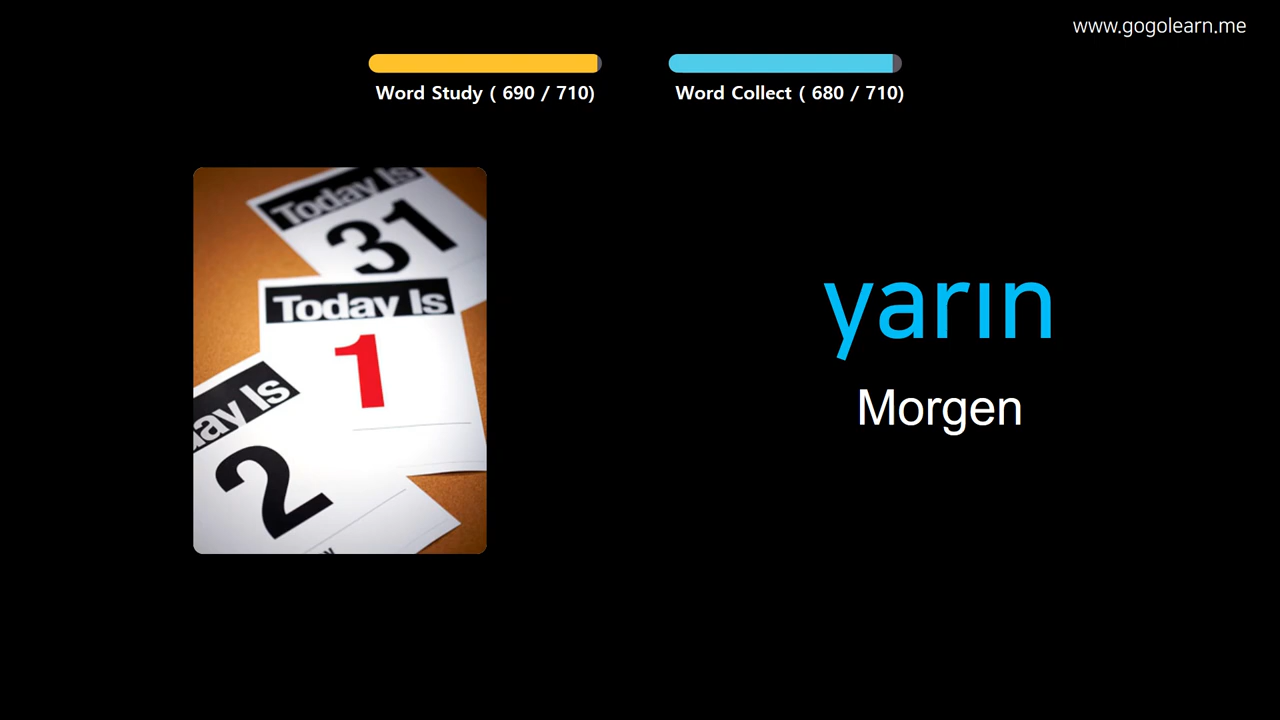 www.gogolearn.me
Word Study ( 690 / 710)
Word Collect ( 680 / 710)
Today Is
31
Today Is
1
ay Is
2
yarın
Morgen